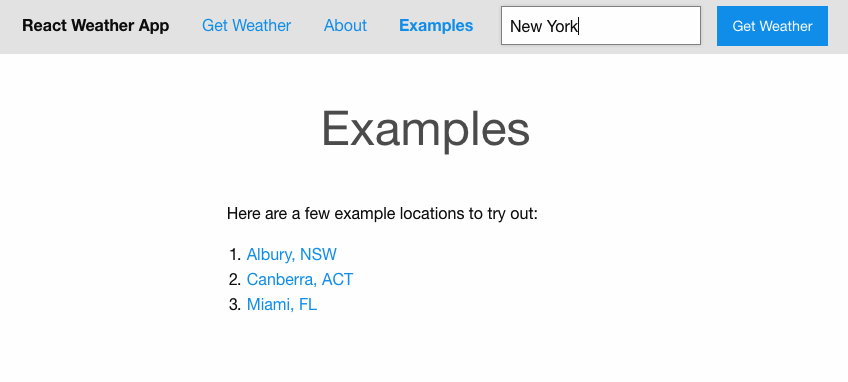 React Weather App Get Weather About Examples New York Get Weather
Examples
Here are a few example locations to try out:
1. Albury, NSW
2. Canberra, ACT
3. Miami, FL